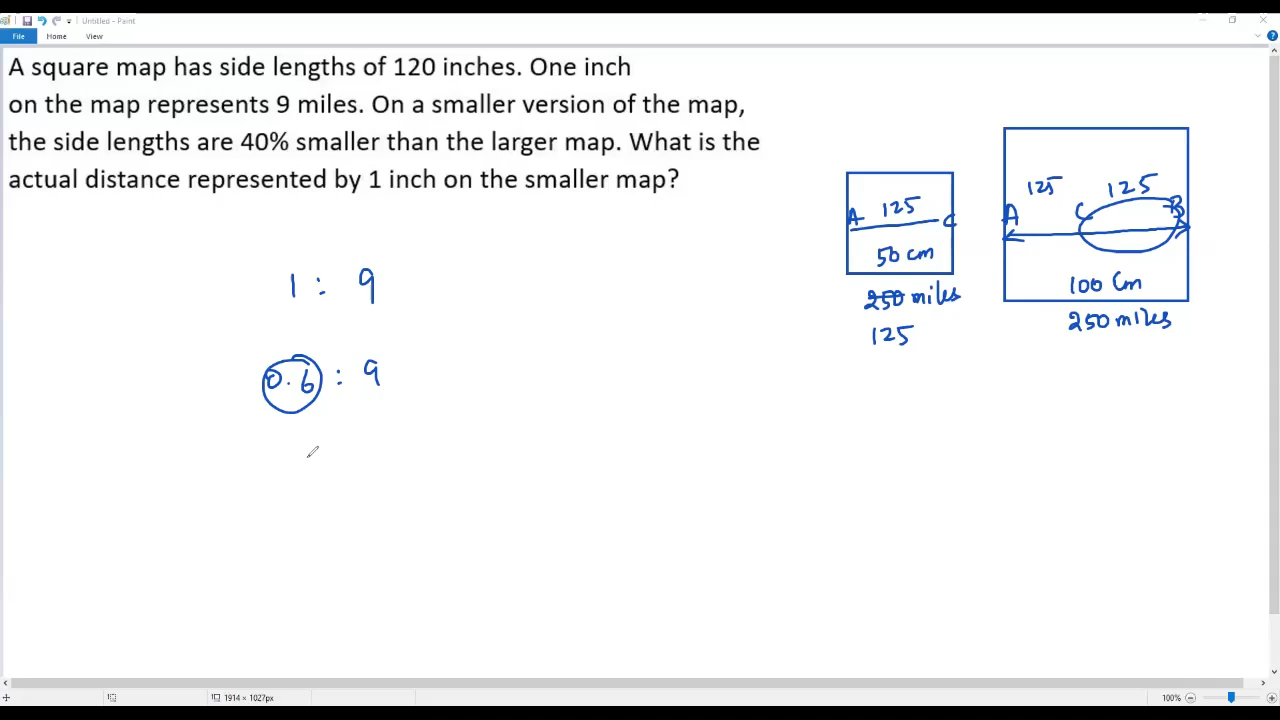 Untitled - Paint
File Home View
A square map has side lengths of 120 inches. One inch
on the map represents 9 miles. On a smaller version of the map,
the side lengths are 40% smaller than the larger map. What is the
actual distance represented by 1 inch on the smaller map?
1 : 9
0.6 : 9
A 125 C
50 cm
250 miles
125
125 125
A C B
100 Cm
250 miles
1914 × 1027px
100%